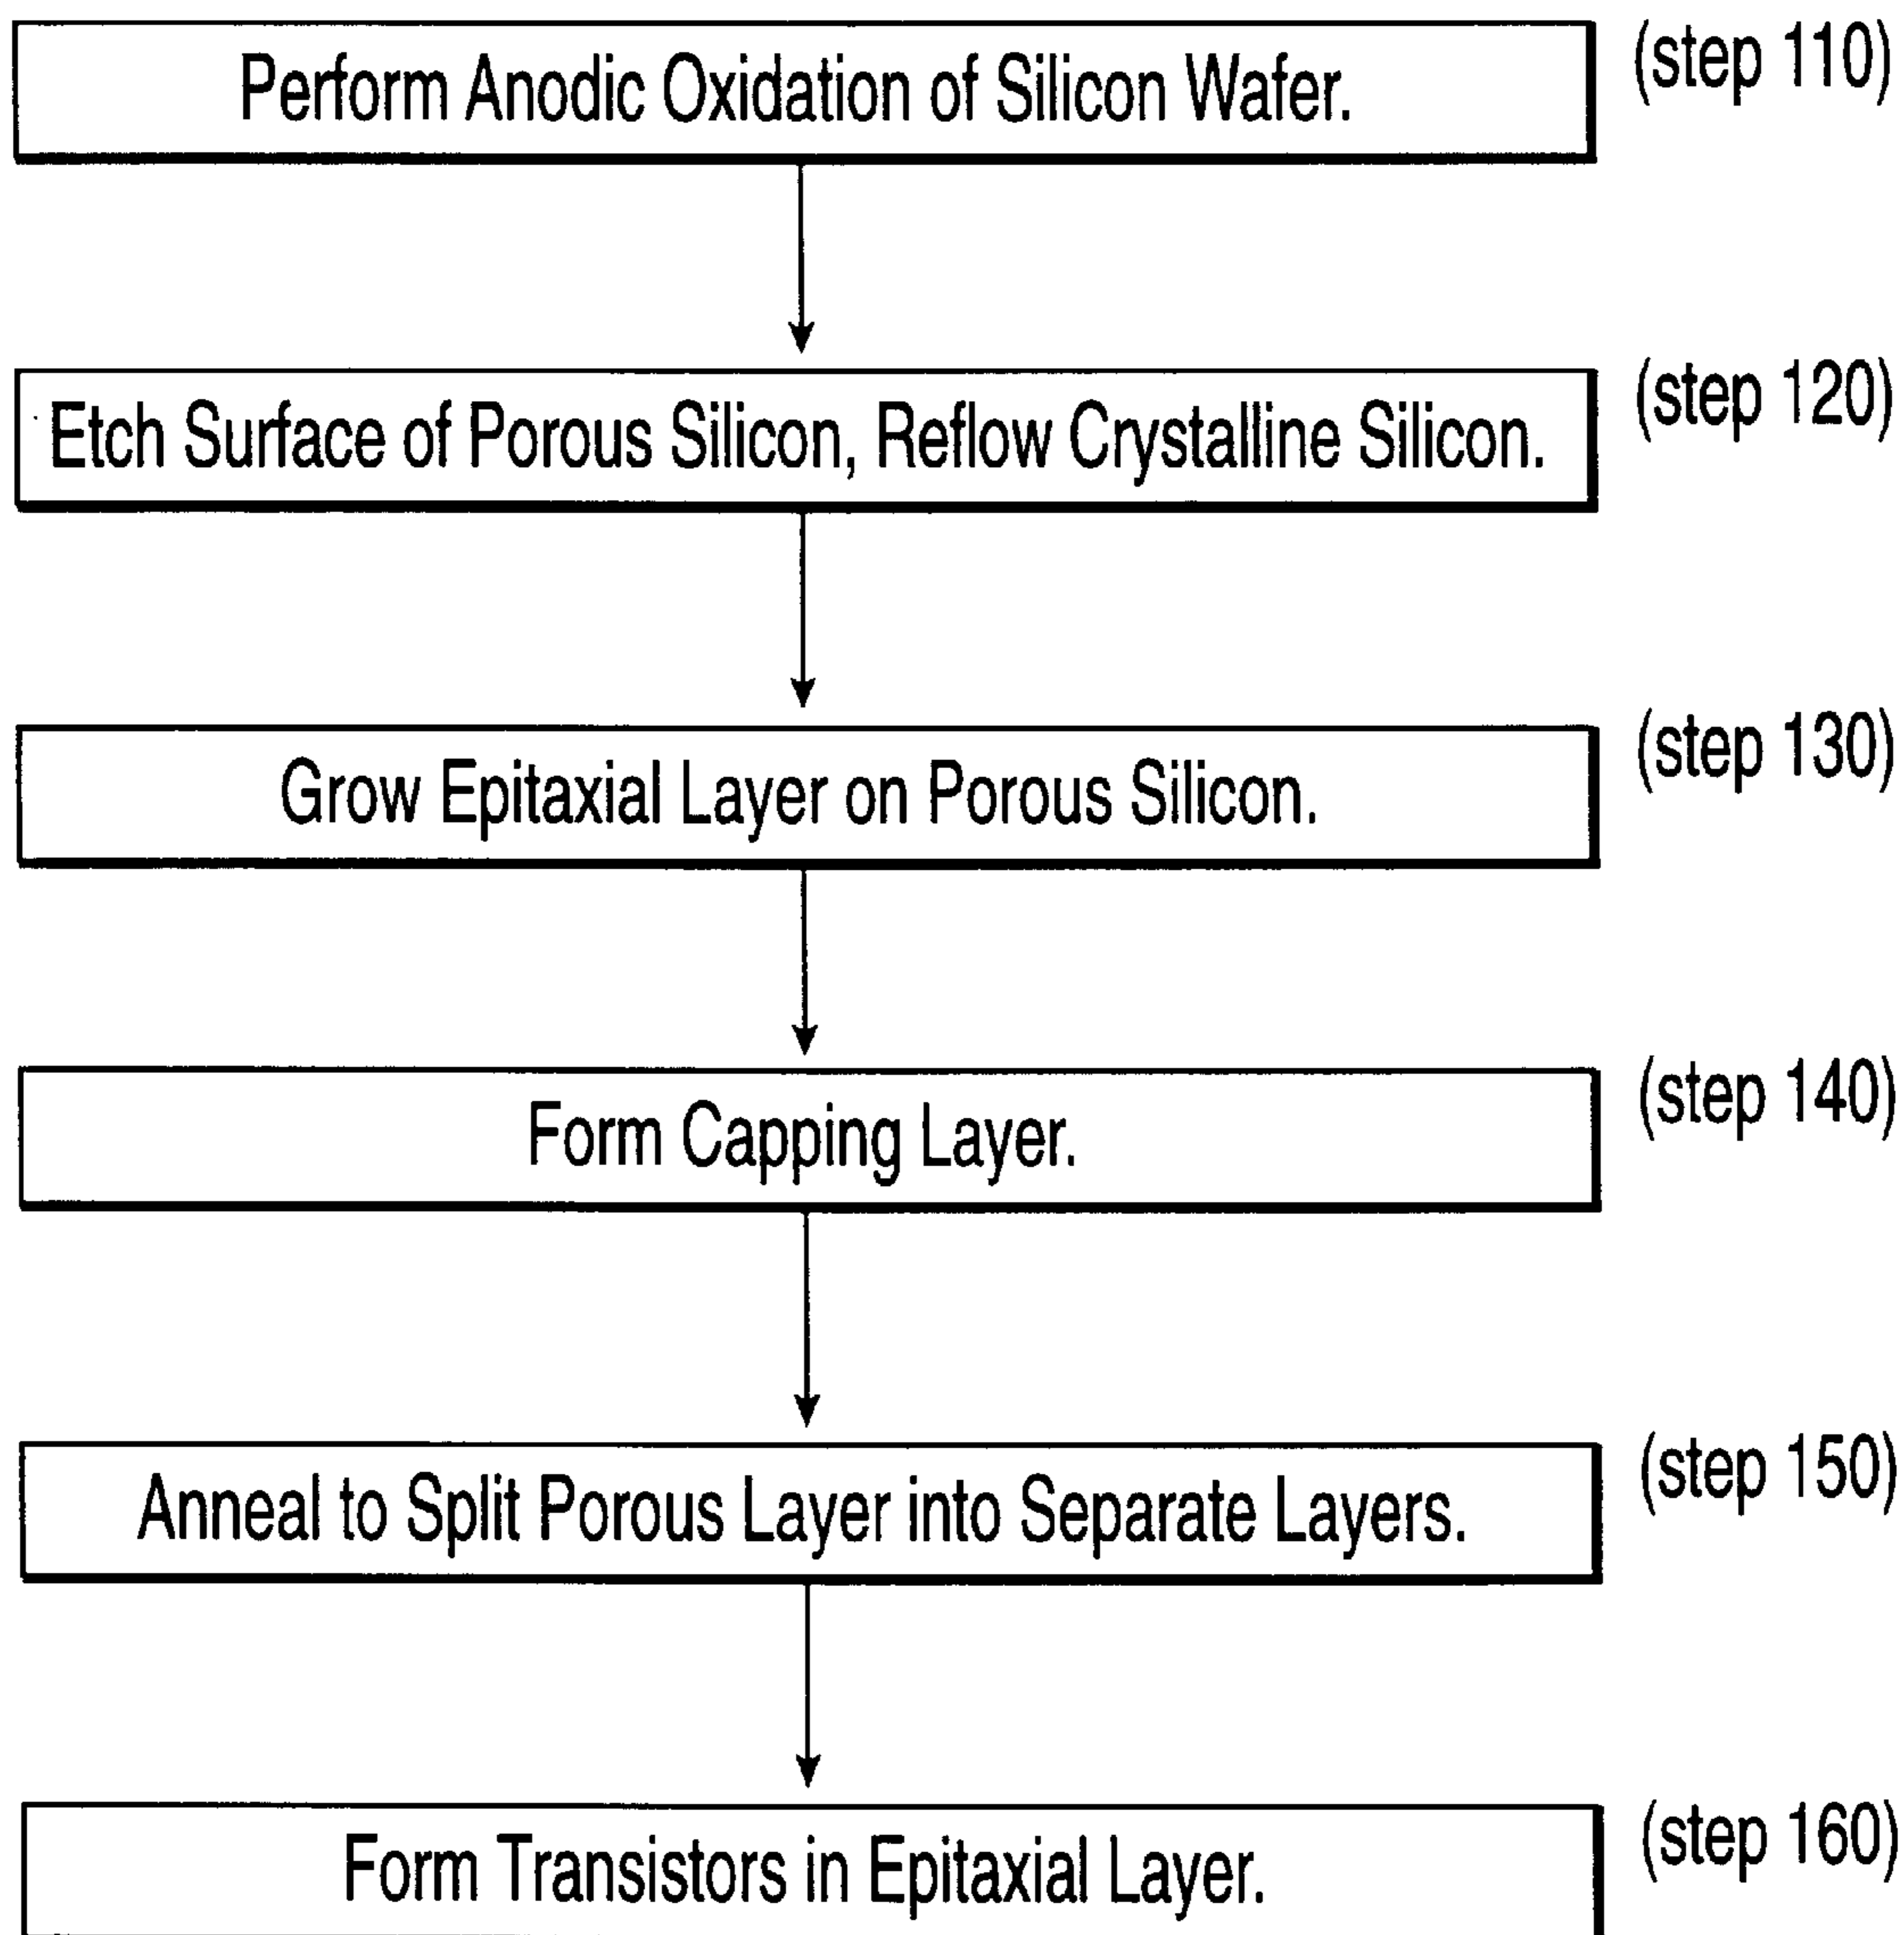 Perform Anodic Oxidation of Silicon Wafer. (step 110)
Etch Surface of Porous Silicon, Reflow Crystalline Silicon. (step 120)
Grow Epitaxial Layer on Porous Silicon. (step 130)
Form Capping Layer. (step 140)
Anneal to Split Porous Layer into Separate Layers. (step 150)
Form Transistors in Epitaxial Layer. (step 160)